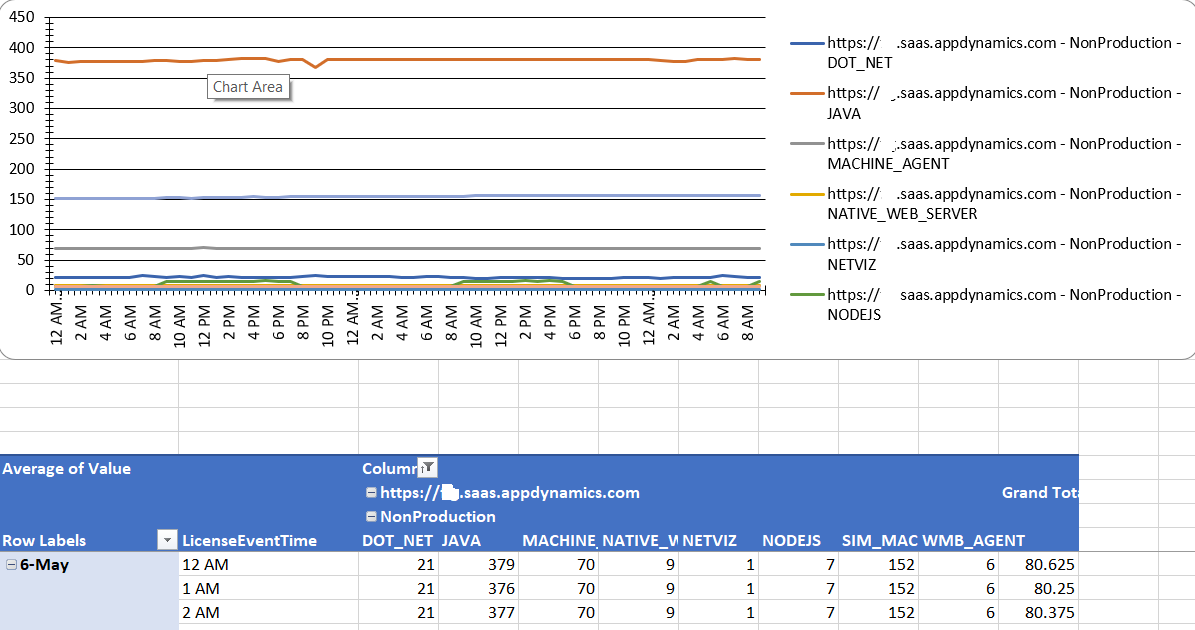 450
400
350
300
250
200
150
100
50
0
Chart Area
12 AM..
2 AM
4 AM
6 AM
8 AM
10 AM
12 PM
2 PM
4 PM
6 PM
8 PM
10 PM
12 AM..
2 AM
4 AM
6 AM
8 AM
10 AM
12 PM
2 PM
4 PM
6 PM
8 PM
10 PM
12 AM..
2 AM
4 AM
6 AM
8 AM
https:// .saas.appdynamics.com - NonProduction -
DOT_NET
https:// .saas.appdynamics.com - NonProduction -
JAVA
https:// .saas.appdynamics.com - NonProduction -
MACHINE_AGENT
https:// .saas.appdynamics.com - NonProduction -
NATIVE_WEB_SERVER
https:// .saas.appdynamics.com - NonProduction -
NETVIZ
https:// saas.appdynamics.com - NonProduction -
NODEJS
Average of Value Column
https:// .saas.appdynamics.com Grand Tota
NonProduction
Row Labels LicenseEventTime DOT_NET JAVA MACHINE_ NATIVE_W NETVIZ NODEJS SIM_MAC WMB_AGENT
6-May 12 AM 21 379 70 9 1 7 152 6 80.625
1 AM 21 376 70 9 1 7 152 6 80.25
2 AM 21 377 70 9 1 7 152 6 80.375